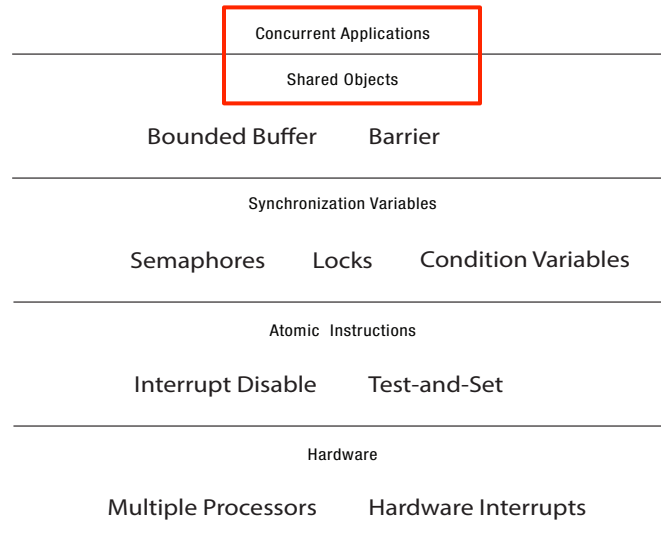 Concurrent Applications
Shared Objects
Bounded Buffer Barrier
Synchronization Variables
Semaphores Locks Condition Variables
Atomic Instructions
Interrupt Disable Test-and-Set
Hardware
Multiple Processors Hardware Interrupts